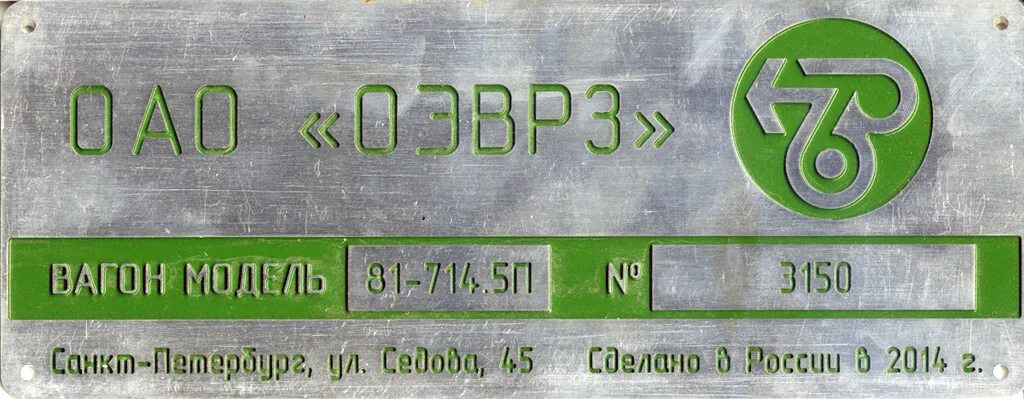 ОАО «ОЭВРЗ»
ВАГОН МОДЕЛЬ 81-714.5П № 3150
Санкт-Петербург, ул. Седова, 45 Сделано в России в 2014 г.